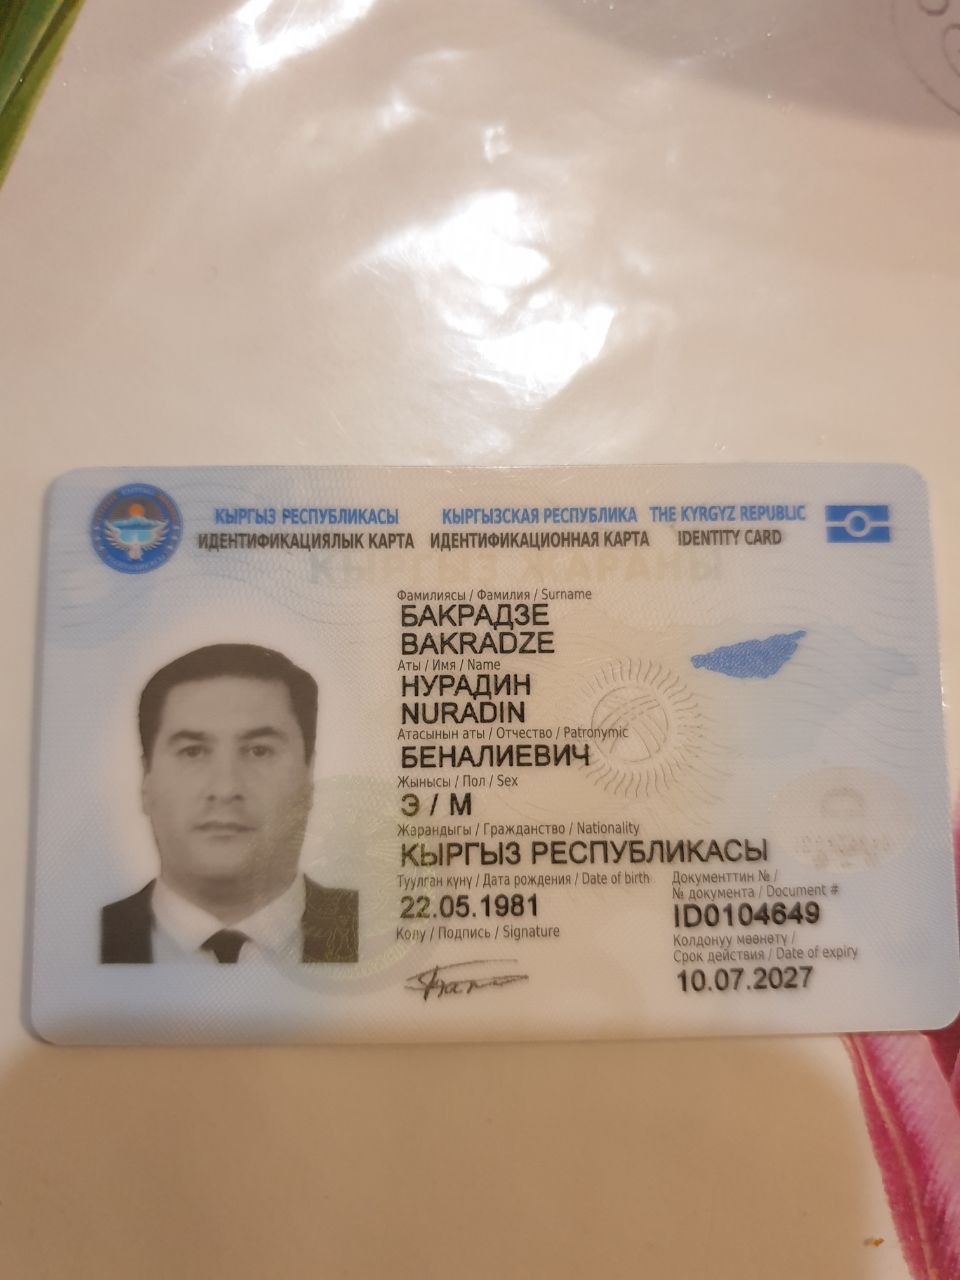 КЫРГЫЗ РЕСПУБЛИКАСЫ КЫРГЫЗСКАЯ РЕСПУБЛИКА THE KYRGYZ REPUBLIC
ИДЕНТИФИКАЦИЯЛЫК КАРТА ИДЕНТИФИКАЦИОННАЯ КАРТА IDENTITY CARD
КЫРГЫЗ ЖАРАНЫ
Фамилиясы / Фамилия / Surname
БАКРАДЗЕ
BAKRADZE
Аты / Имя / Name
НУРАДИН
NURADIN
Атасынын аты / Отчество / Patronymic
БЕНАЛИЕВИЧ
Жынысы / Пол / Sex
Э / М
Жарандыгы / Гражданство / Nationality
КЫРГЫЗ РЕСПУБЛИКАСЫ
Туулган күнү / Дата рождения / Date of birth
22.05.1981
Документтин № /
№ документа / Document #
ID0104649
Колу / Подпись / Signature
Колдонуу мөөнөтү /
Срок действия / Date of expiry
10.07.2027